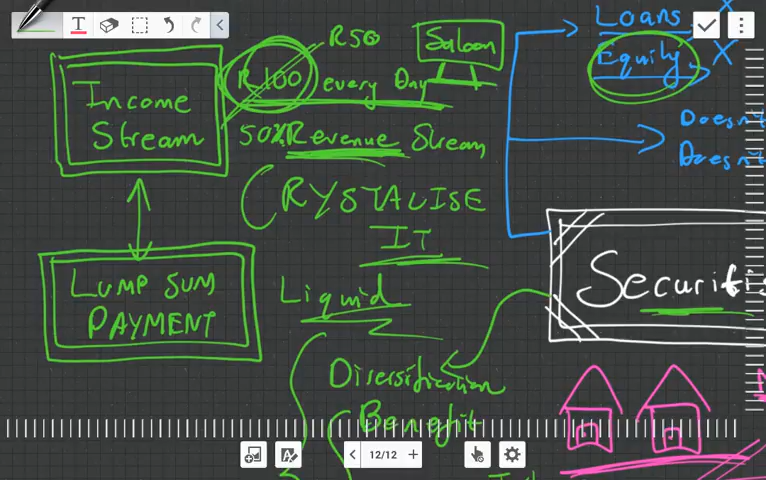 T
R50
Saloon
Loans X
Income
Stream
R100 every Day
Equity X
50% Revenue Stream
Doesn't
Doesn't
CRYSTALISE
IT
LUMP SUM
PAYMENT
Liquid
Securitis
Diversification
Benefit
12/12